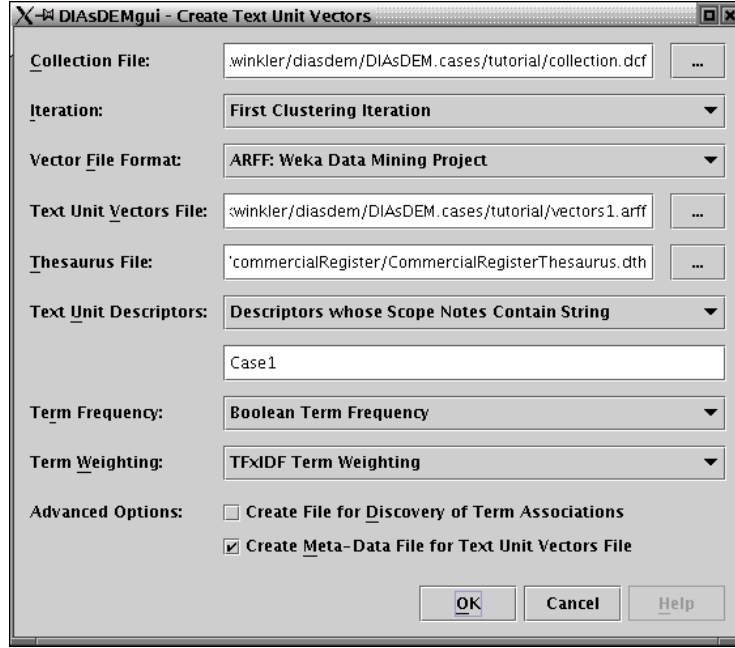 DIAsDEMgui - Create Text Unit Vectors
Collection File: .winkler/diasdem/DIAsDEM.cases/tutorial/collection.dcf ...
Iteration: First Clustering Iteration
Vector File Format: ARFF: Weka Data Mining Project
Text Unit Vectors File: winkler/diasdem/DIAsDEM.cases/tutorial/vectors1.arff ...
Thesaurus File: 'commercialRegister/CommercialRegisterThesaurus.dth ...
Text Unit Descriptors: Descriptors whose Scope Notes Contain String
Case1
Term Frequency: Boolean Term Frequency
Term Weighting: TFxIDF Term Weighting
Advanced Options: Create File for Discovery of Term Associations
Create Meta-Data File for Text Unit Vectors File
OK Cancel Help